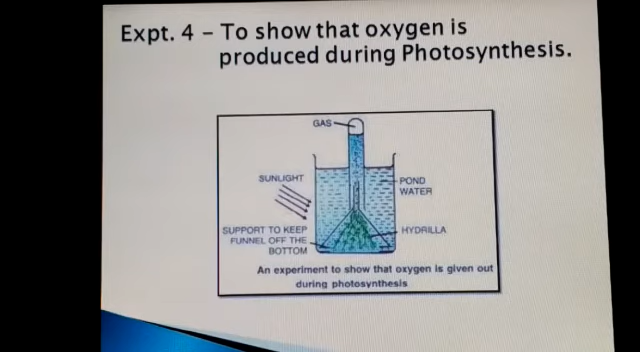 Expt. 4 – To show that oxygen is
produced during Photosynthesis.
GAS
SUNLIGHT
POND
WATER
SUPPORT TO KEEP
FUNNEL OFF THE
BOTTOM
HYDRILLA
An experiment to show that oxygen is given out
during photosynthesis